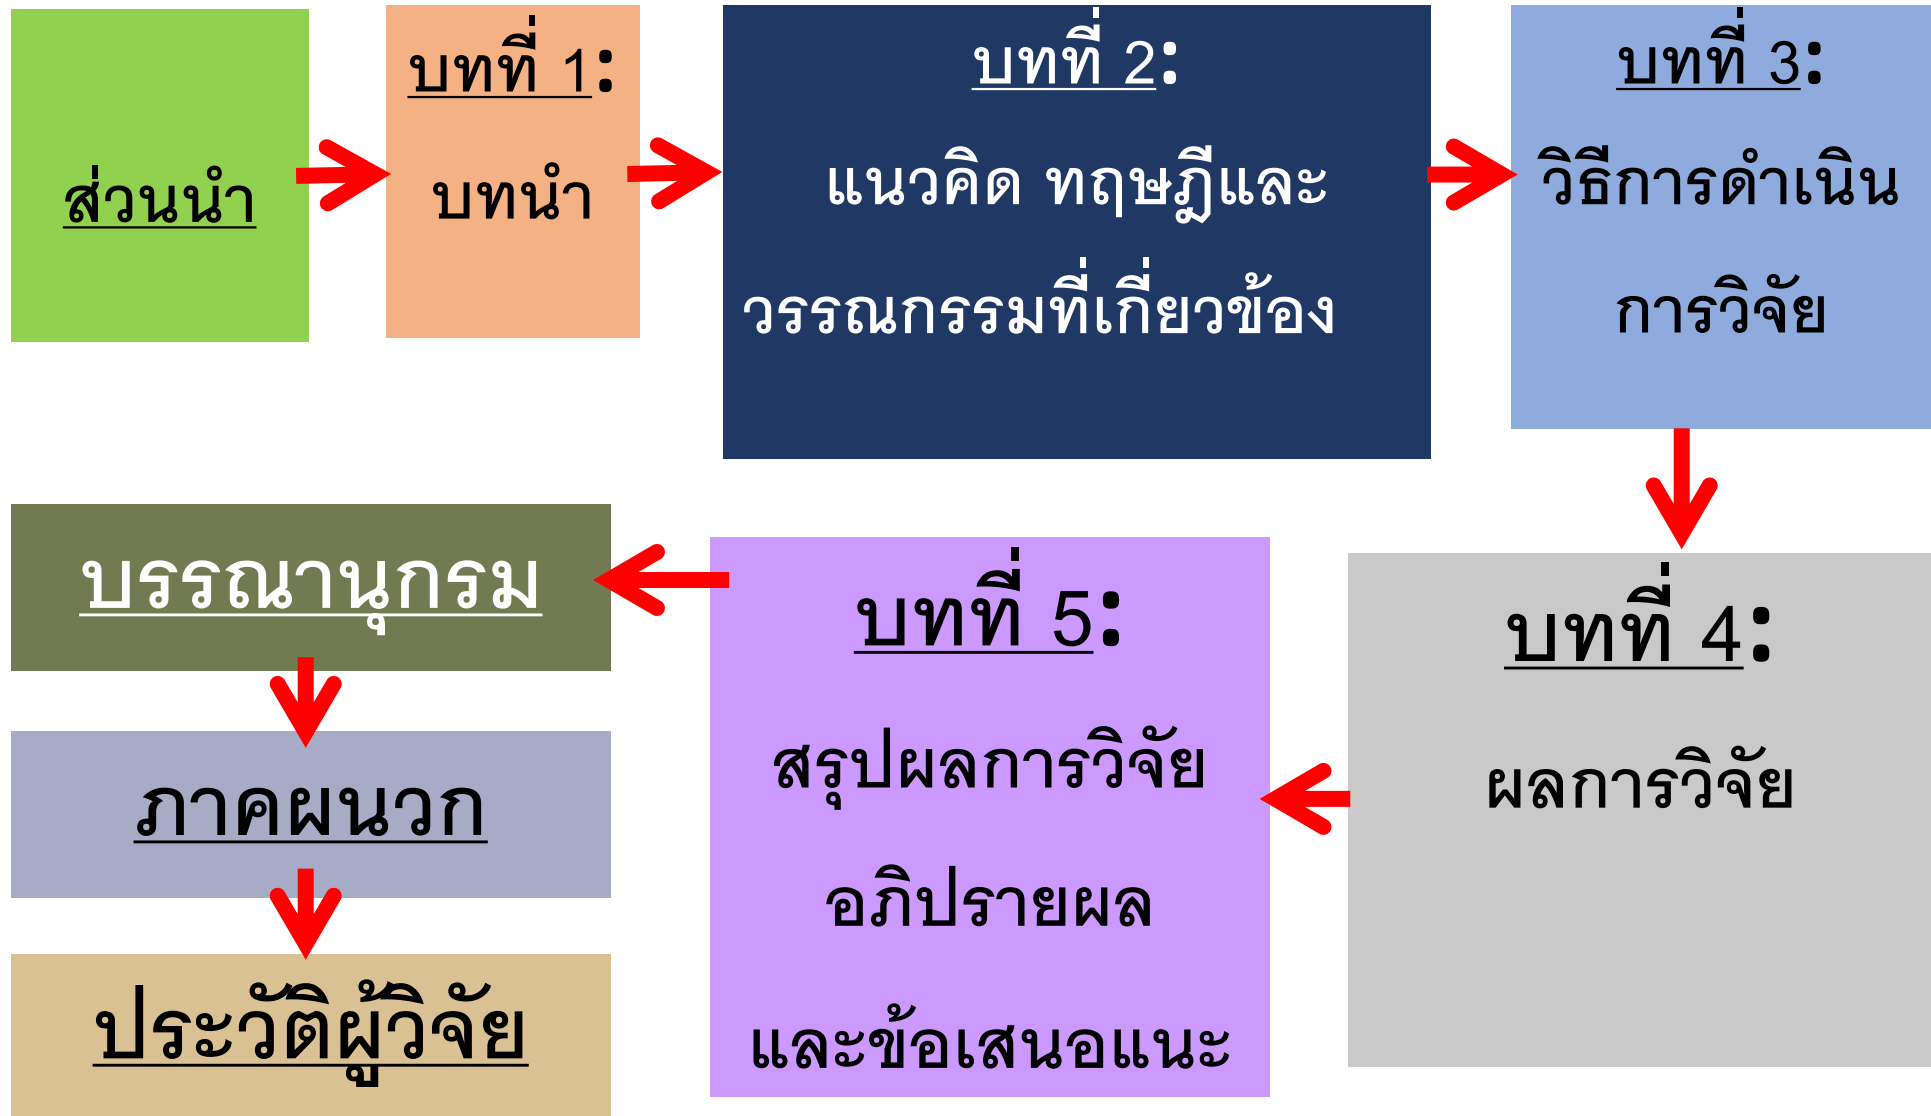 ส่วนนำ
บทที่ 1:
บทนำ
บทที่ 2:
แนวคิด ทฤษฎีและ
วรรณกรรมที่เกี่ยวข้อง
บทที่ 3:
วิธีการดำเนิน
การวิจัย
บทที่ 4:
ผลการวิจัย
บทที่ 5:
สรุปผลการวิจัย
อภิปรายผล
และข้อเสนอแนะ
บรรณานุกรม
ภาคผนวก
ประวัติผู้วิจัย